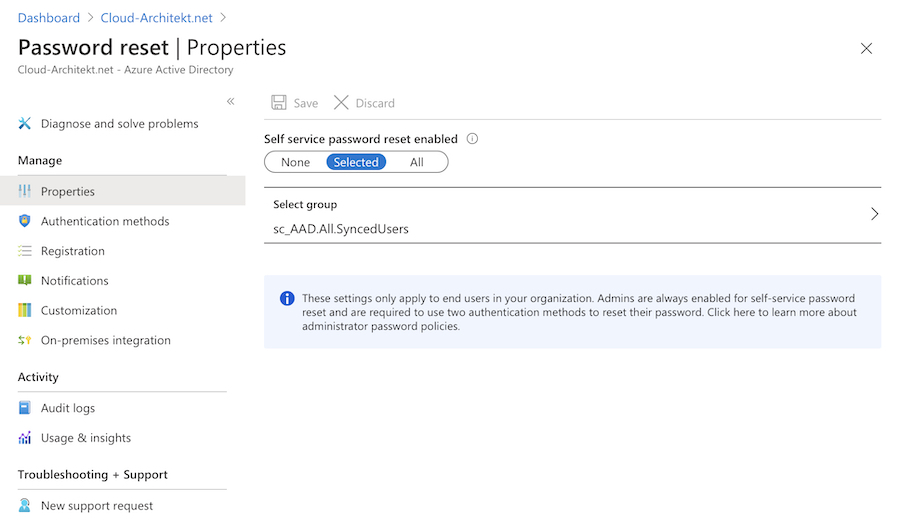 Dashboard > Cloud-Architekt.net >
Password reset | Properties
Cloud-Architekt.net - Azure Active Directory
«
Diagnose and solve problems
Manage
Properties
Authentication methods
Registration
Notifications
Customization
On-premises integration
Activity
Audit logs
Usage & insights
Troubleshooting + Support
New support request
Save Discard
Self service password reset enabled
None Selected All
Select group
sc_AAD.All.SyncedUsers
These settings only apply to end users in your organization. Admins are always enabled for self-service password
reset and are required to use two authentication methods to reset their password. Click here to learn more about
administrator password policies.